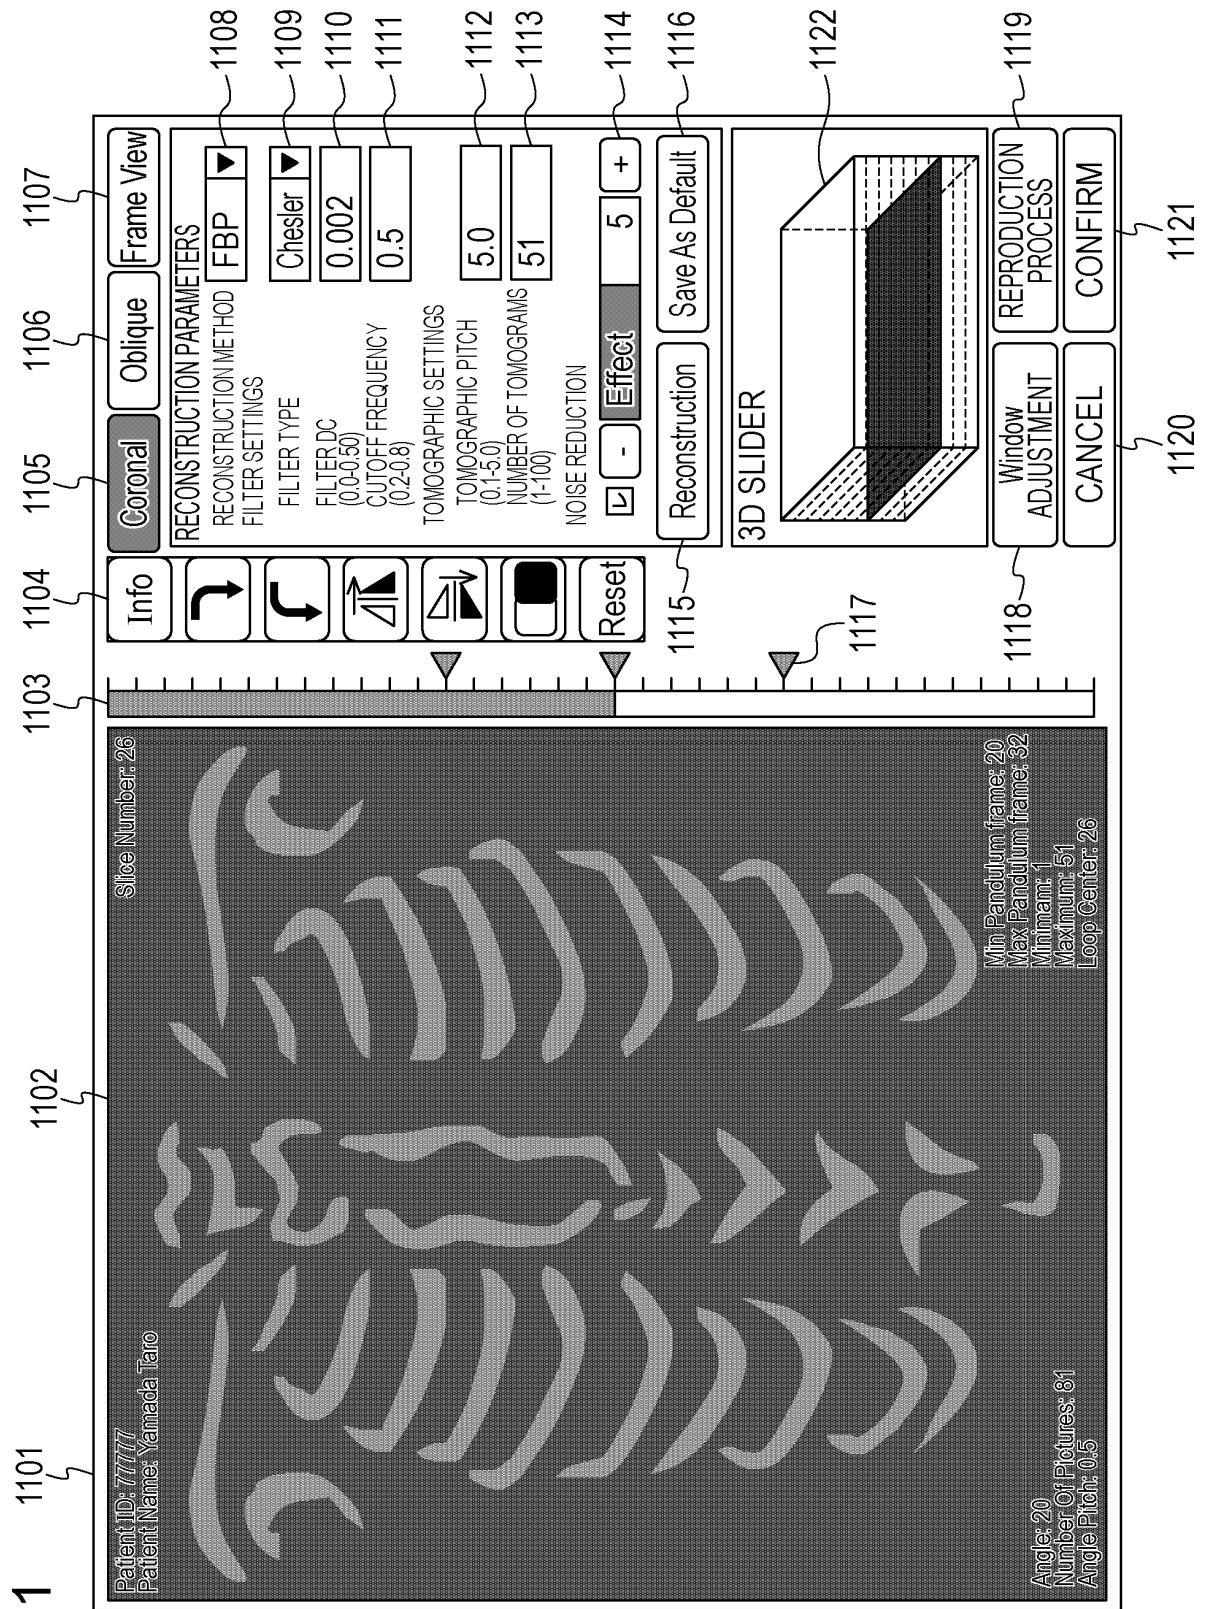 1
1101
1102
1103
1104
1105
1106
1107
Patient ID: 77777
Patient Name: Yamada Taro
Slice Number: 26
Info
Reset
Coronal
Oblique
Frame View
RECONSTRUCTION PARAMETERS
RECONSTRUCTION METHOD
FBP
1108
FILTER SETTINGS
FILTER TYPE
Chesler
1109
FILTER DC
(0.0-0.50)
0.002
1110
CUTOFF FREQUENCY
(0.2-0.8)
0.5
1111
TOMOGRAPHIC SETTINGS
TOMOGRAPHIC PITCH
(0.1-5.0)
5.0
1112
NUMBER OF TOMOGRAMS
(1-100)
51
1113
NOISE REDUCTION
-
Effect
5
+
1114
Reconstruction
Save As Default
1115
1116
1117
3D SLIDER
1122
Window
ADJUSTMENT
REPRODUCTION
PROCESS
1118
1119
CANCEL
CONFIRM
1120
1121
Angle: 20
Number Of Pictures: 81
Angle Pitch: 0.5
Min Pandulum frame: 20
Max Pandulum frame: 32
Minimam: 1
Maximum: 51
Loop Center: 26